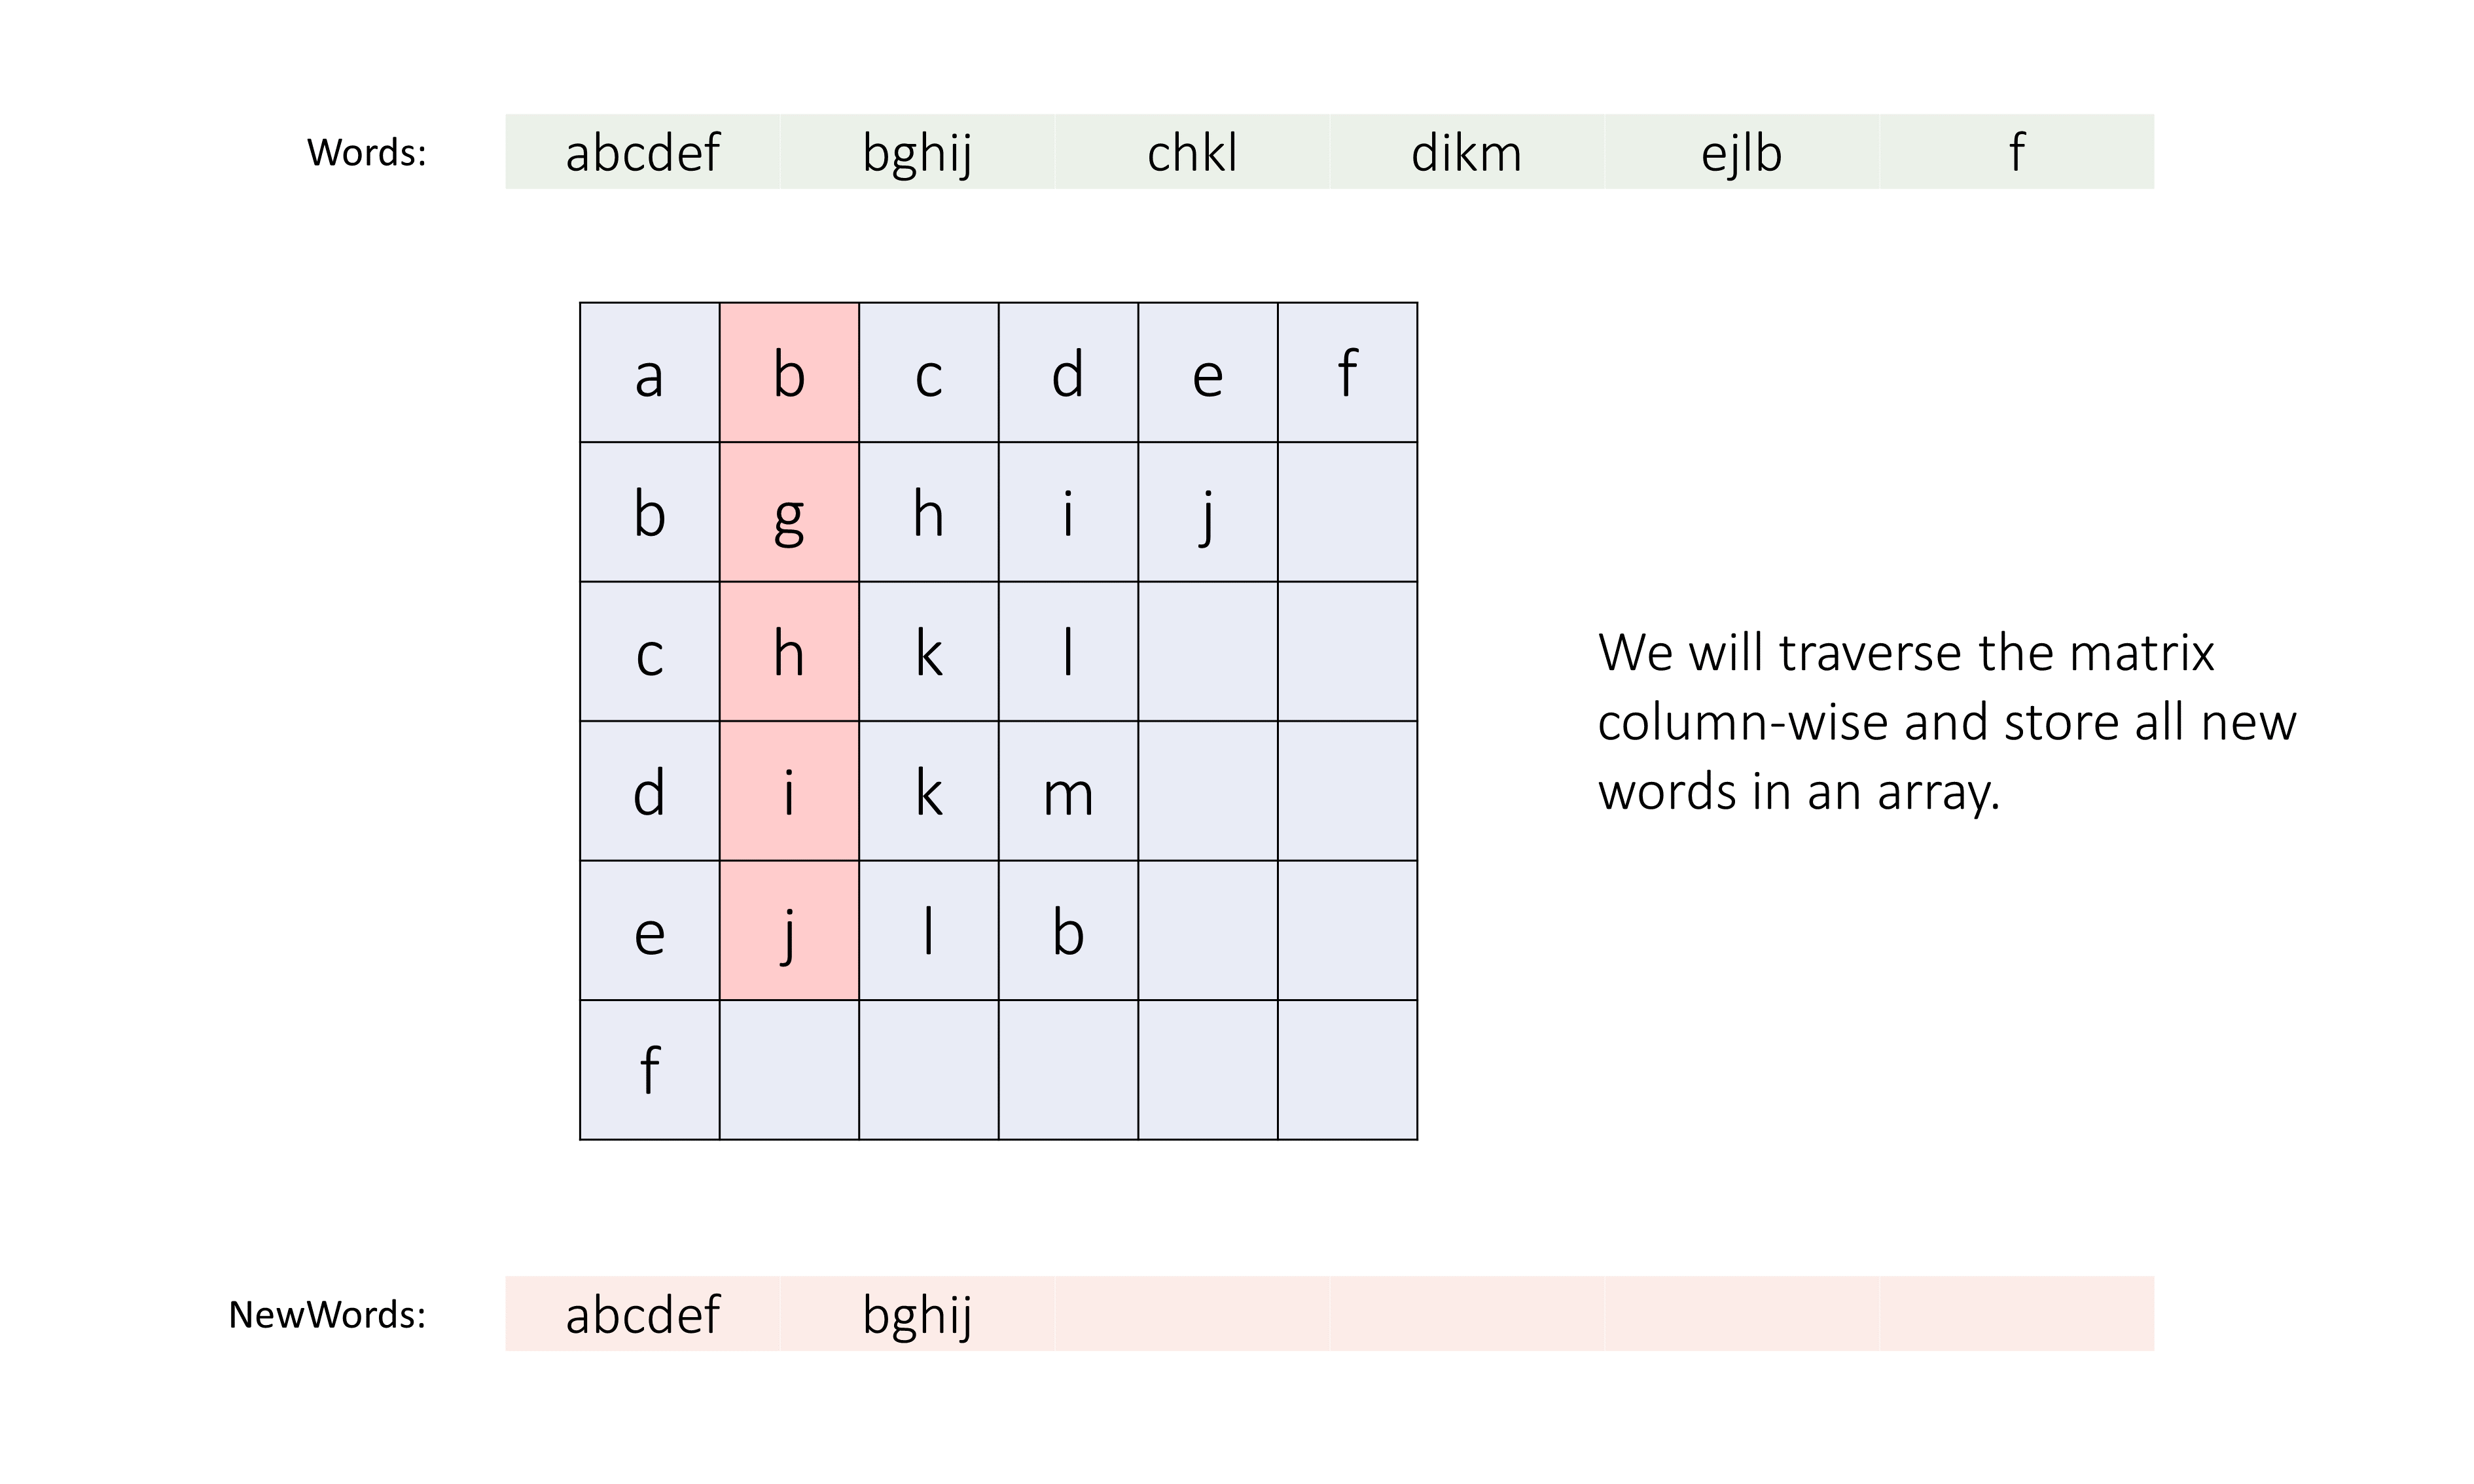 Words: abcdef bghij chkl dikm ejlb f
a b c d e f
b g h i j
c h k l
d i k m
e j l b
f
We will traverse the matrix
column-wise and store all new
words in an array.
NewWords: abcdef bghij